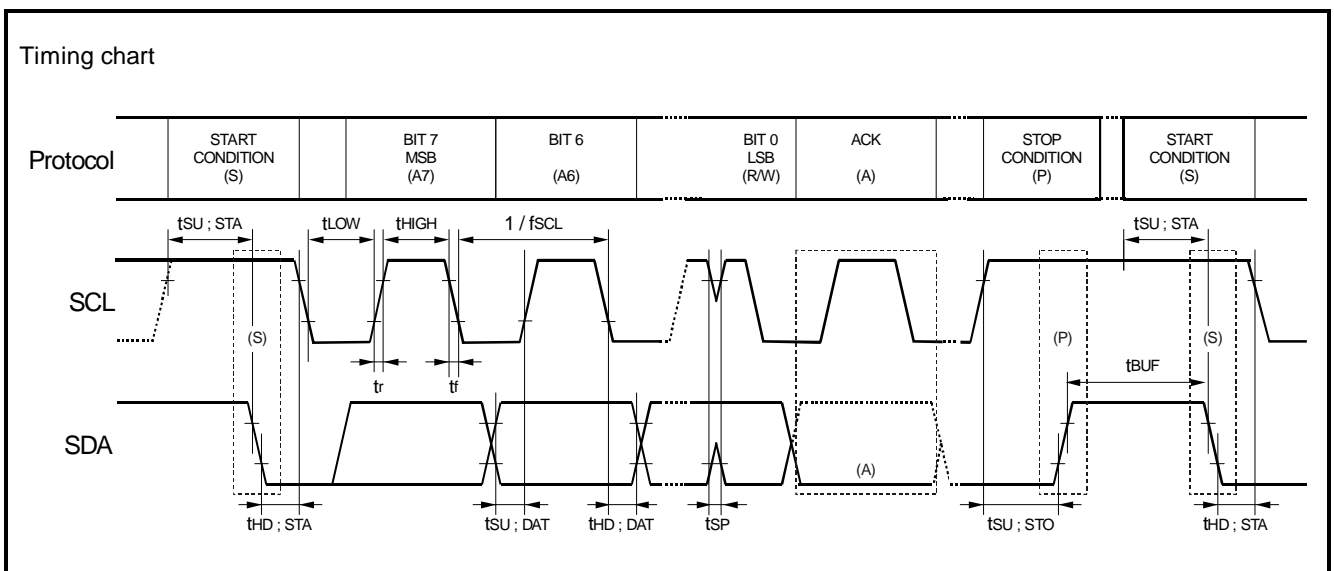 Timing chart
Protocol
START
CONDITION
(S)
BIT 7
MSB
(A7)
BIT 6
(A6)
BIT 0
LSB
(R/W)
ACK
(A)
STOP
CONDITION
(P)
START
CONDITION
(S)
tSU ; STA
tLOW
tHIGH
1 / fSCL
tSU ; STA
SCL
(S)
(P)
(S)
tr
tf
tBUF
SDA
(A)
tHD ; STA
tSU ; DAT
tHD ; DAT
tSP
tSU ; STO
tHD ; STA